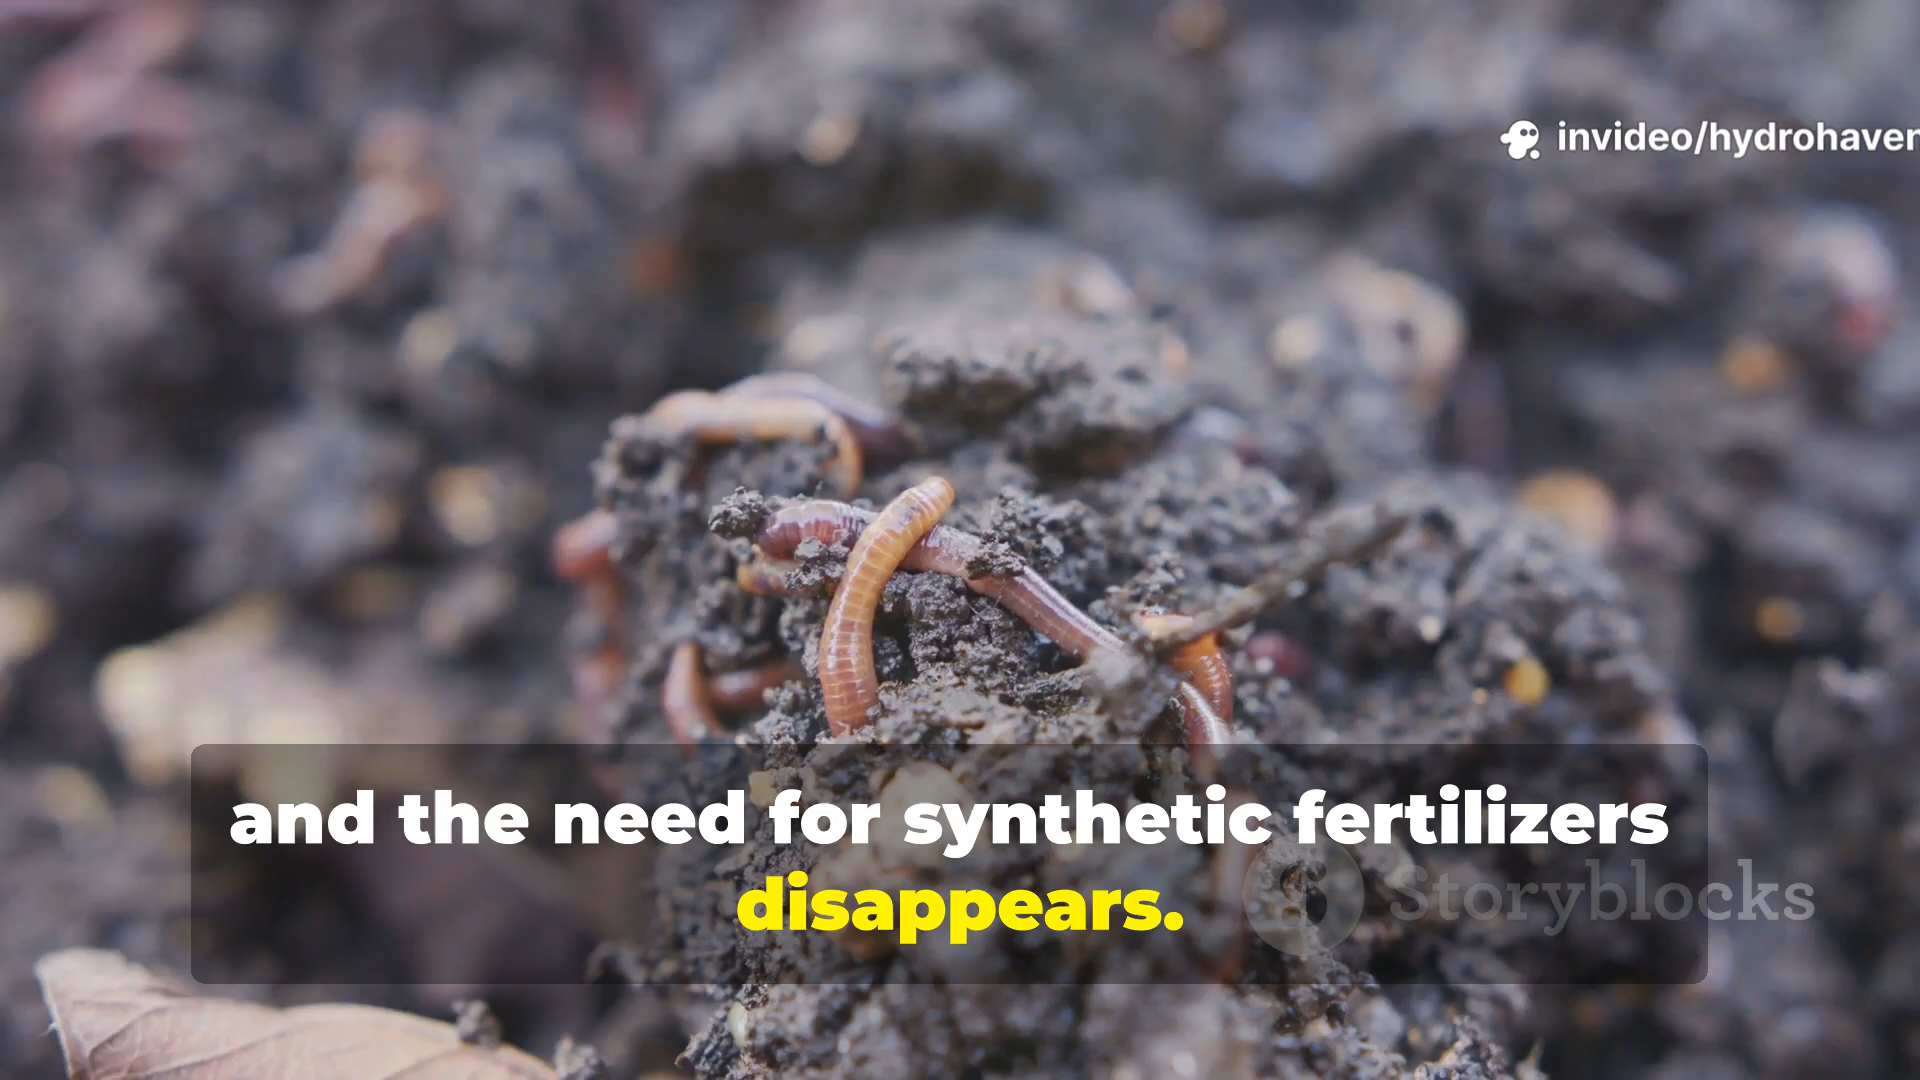 invideo/hydrohaven
and the need for synthetic fertilizers
disappears.
Storyblocks